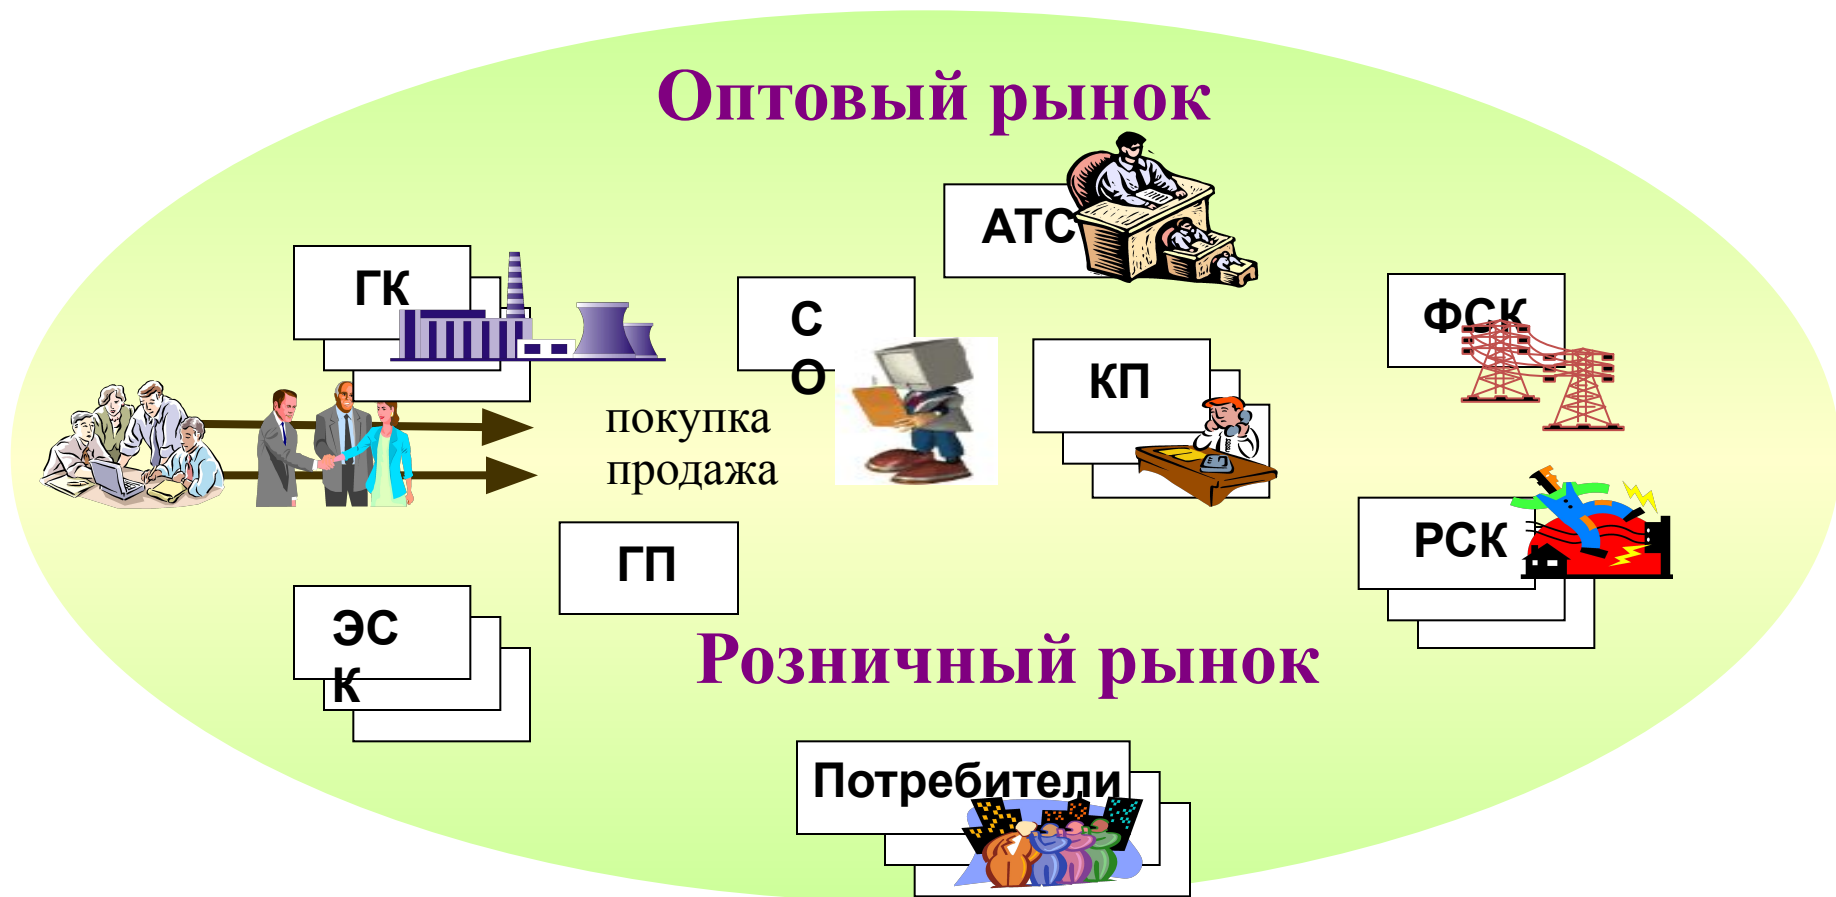 Оптовый рынок
АТС
ГК
С
О
ФСК
КП
покупка
продажа
ГП
РСК
ЭС
К
Розничный рынок
Потребители